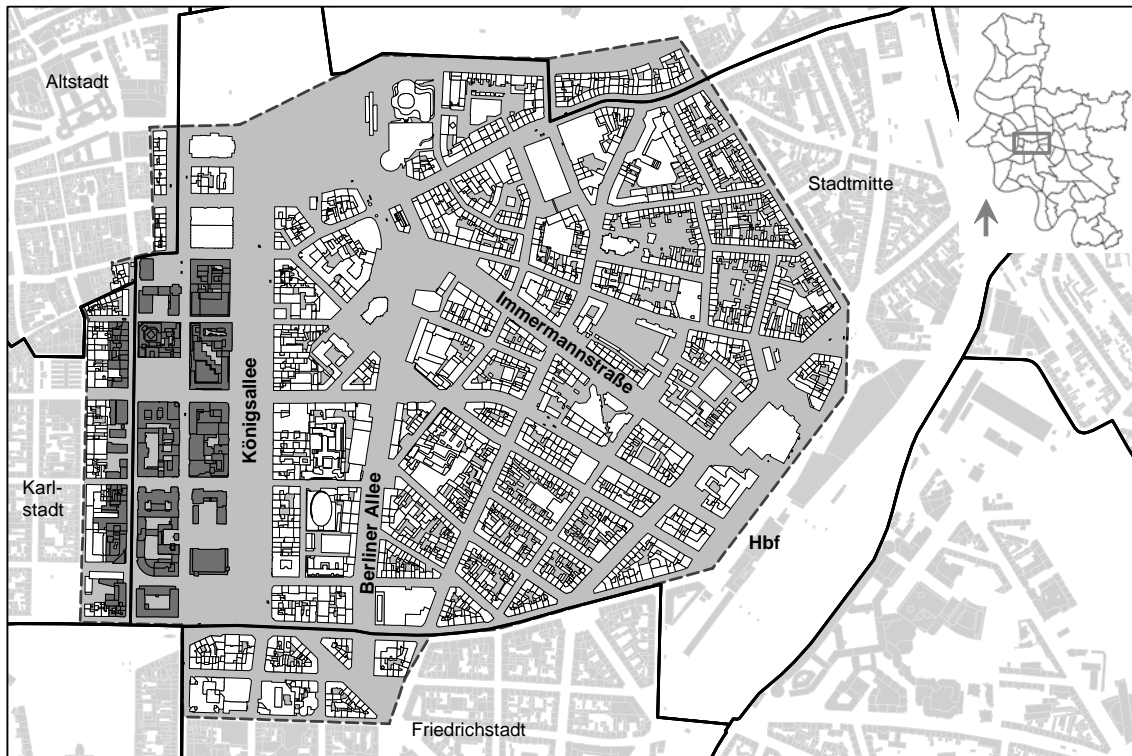 Altstadt
Stadtmitte
Immermannstraße
Königsallee
Karl-
stadt
Berliner Allee
Hbf
Friedrichstadt